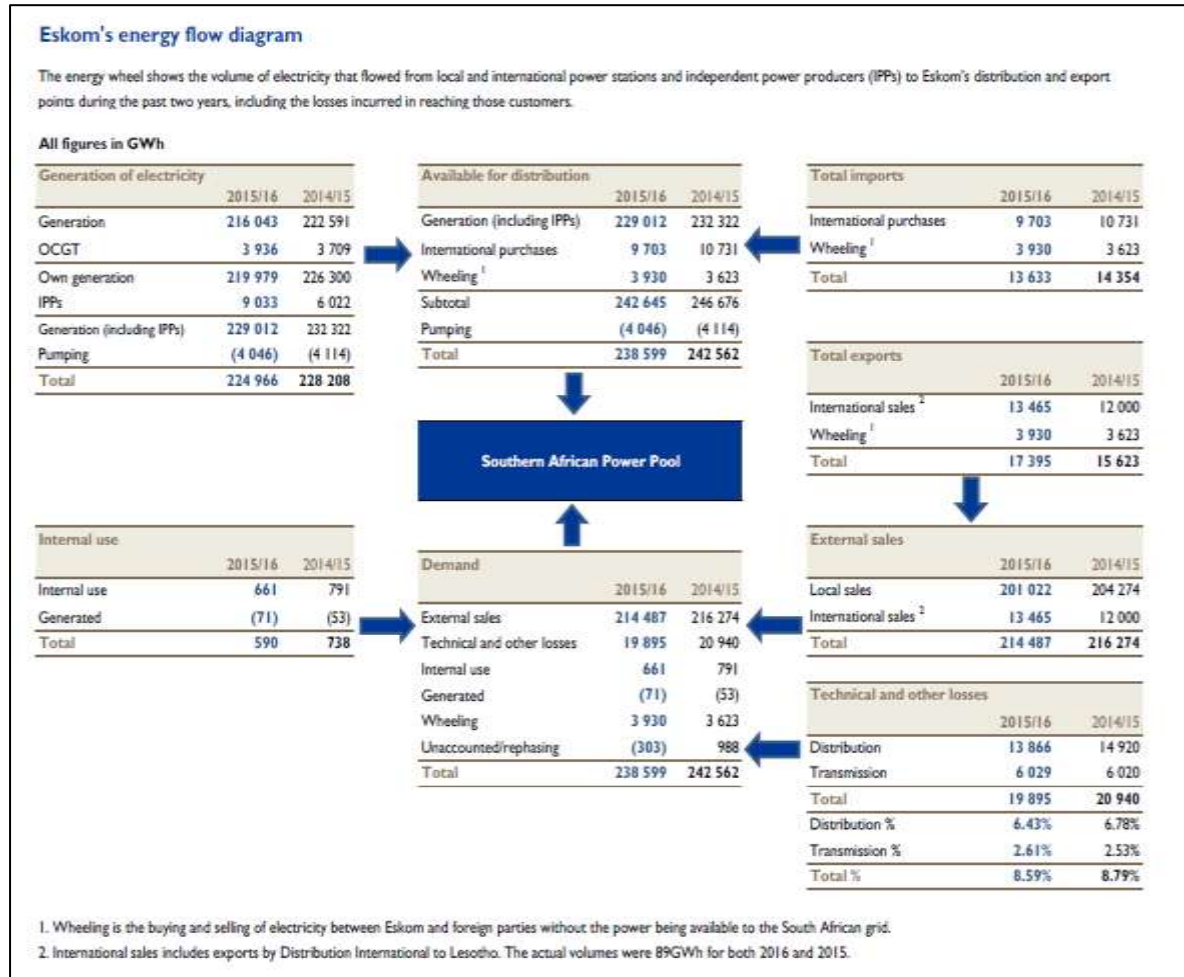 Eskom's energy flow diagram
The energy wheel shows the volume of electricity that flowed from local and international power stations and independent power producers (IPPs) to Eskom's distribution and export
points during the past two years, including the losses incurred in reaching those customers.
All figures in GWh
Generation of electricity
2015/16 2014/15
Generation 216 043 222 591
OCGT 3 936 3 709
Own generation 219 979 226 300
IPPs 9 033 6 022
Generation (including IPPs) 229 012 232 322
Pumping (4 046) (4 114)
Total 224 966 228 208
Available for distribution
2015/16 2014/15
Generation (including IPPs) 229 012 232 322
International purchases 9 703 10 731
Wheeling 1 3 930 3 623
Subtotal 242 645 246 676
Pumping (4 046) (4 114)
Total 238 599 242 562
Total imports
2015/16 2014/15
International purchases 9 703 10 731
Wheeling 1 3 930 3 623
Total 13 633 14 354
Total exports
2015/16 2014/15
International sales 2 13 465 12 000
Wheeling 1 3 930 3 623
Total 17 395 15 623
Southern African Power Pool
Internal use
2015/16 2014/15
Internal use 661 791
Generated (71) (53)
Total 590 738
Demand
2015/16 2014/15
External sales 214 487 216 274
Technical and other losses 19 895 20 940
Internal use 661 791
Generated (71) (53)
Wheeling 3 930 3 623
Unaccounted/rephasing (303) 988
Total 238 599 242 562
External sales
2015/16 2014/15
Local sales 201 022 204 274
International sales 2 13 465 12 000
Total 214 487 216 274
Technical and other losses
2015/16 2014/15
Distribution 13 866 14 920
Transmission 6 029 6 020
Total 19 895 20 940
Distribution % 6.43% 6.78%
Transmission % 2.61% 2.53%
Total % 8.59% 8.79%
1. Wheeling is the buying and selling of electricity between Eskom and foreign parties without the power being available to the South African grid.
2. International sales includes exports by Distribution International to Lesotho. The actual volumes were 89GWh for both 2016 and 2015.